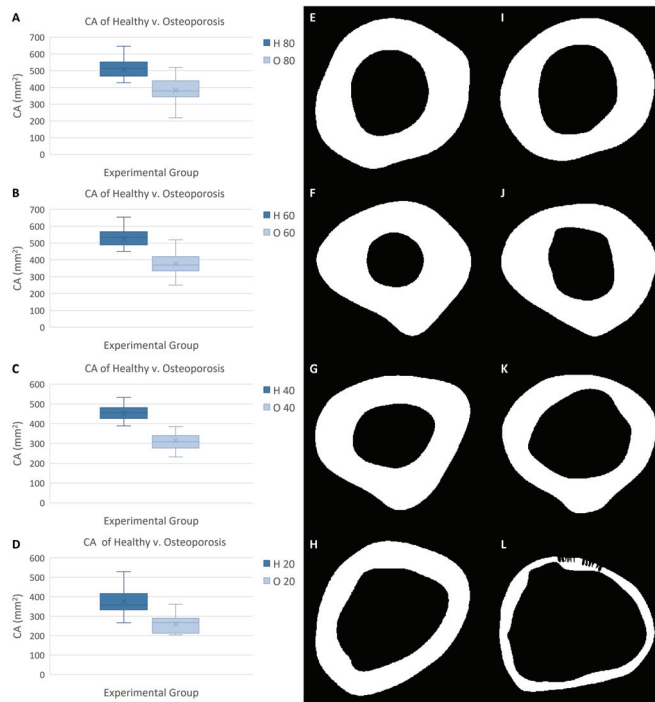 A
CA of Healthy v. Osteoporosis
CA (mm²)
700
600
500
400
300
200
100
0
Experimental Group
H 80
O 80
B
CA of Healthy v. Osteoporosis
CA (mm²)
700
600
500
400
300
200
100
0
Experimental Group
H 60
O 60
C
CA of Healthy v. Osteoporosis
CA (mm²)
600
500
400
300
200
100
0
Experimental Group
H 40
O 40
D
CA of Healthy v. Osteoporosis
CA (mm²)
600
500
400
300
200
100
0
Experimental Group
H 20
O 20
E
I
F
J
G
K
H
L